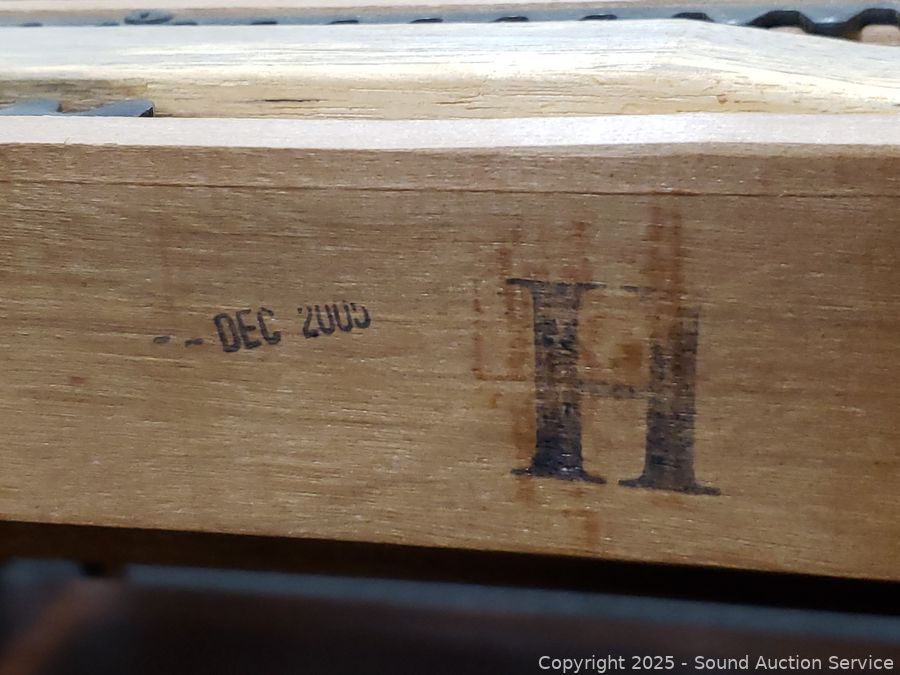 -- DEC 2005
H
Copyright © 2025 - Sound Auction Service